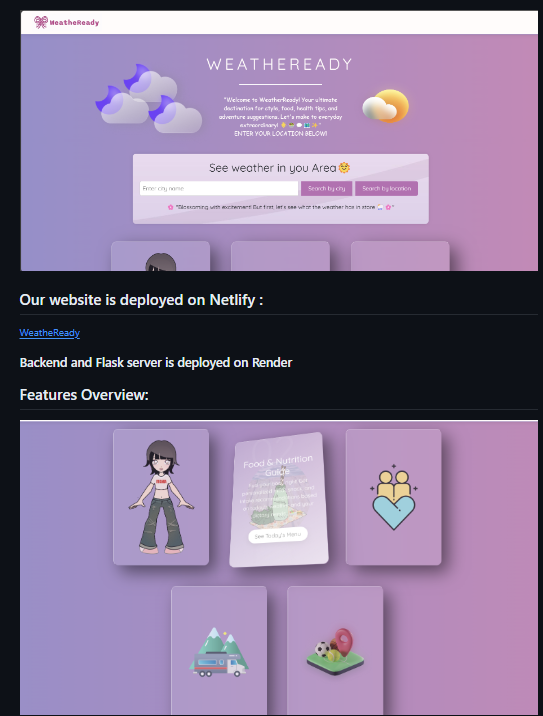 WeatheReady
WEATHEREADY
"Welcome to WeatherReady! Your ultimate
destination for style, food, health tips, and
adventure suggestions. Let's make to everyday
extraordinary!
ENTER YOUR LOCATION BELOW!
See weather in you Area
Enter city name
Search by city
Search by location
"Blossoming with excitement! But first, let's see what the weather has in store
Our website is deployed on Netlify :
WeatheReady
Backend and Flask server is deployed on Render
Features Overview:
Food & Nutrition
Guide
See Today's Menu